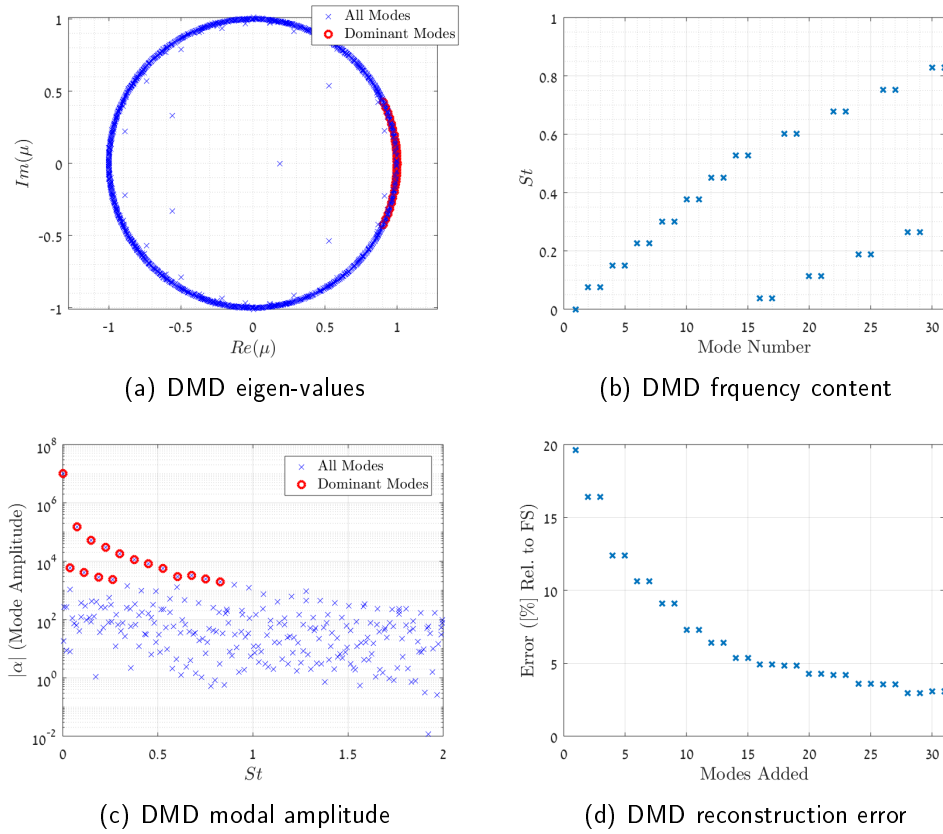 × All Modes
○ Dominant Modes
1
0.5
0
-0.5
-1
Im(μ)
-1 -0.5 0 0.5 1
Re(μ)
(a) DMD eigen-values
1
0.8
0.6
0.4
0.2
0
St
0 5 10 15 20 25 30
Mode Number
(b) DMD frquency content
10^8
10^6
10^4
10^2
10^0
10^-2
|α| (Mode Amplitude)
× All Modes
○ Dominant Modes
0 0.5 1 1.5 2
St
(c) DMD modal amplitude
20
15
10
5
0
Error ([%] Rel. to FS)
0 5 10 15 20 25 30
Modes Added
(d) DMD reconstruction error